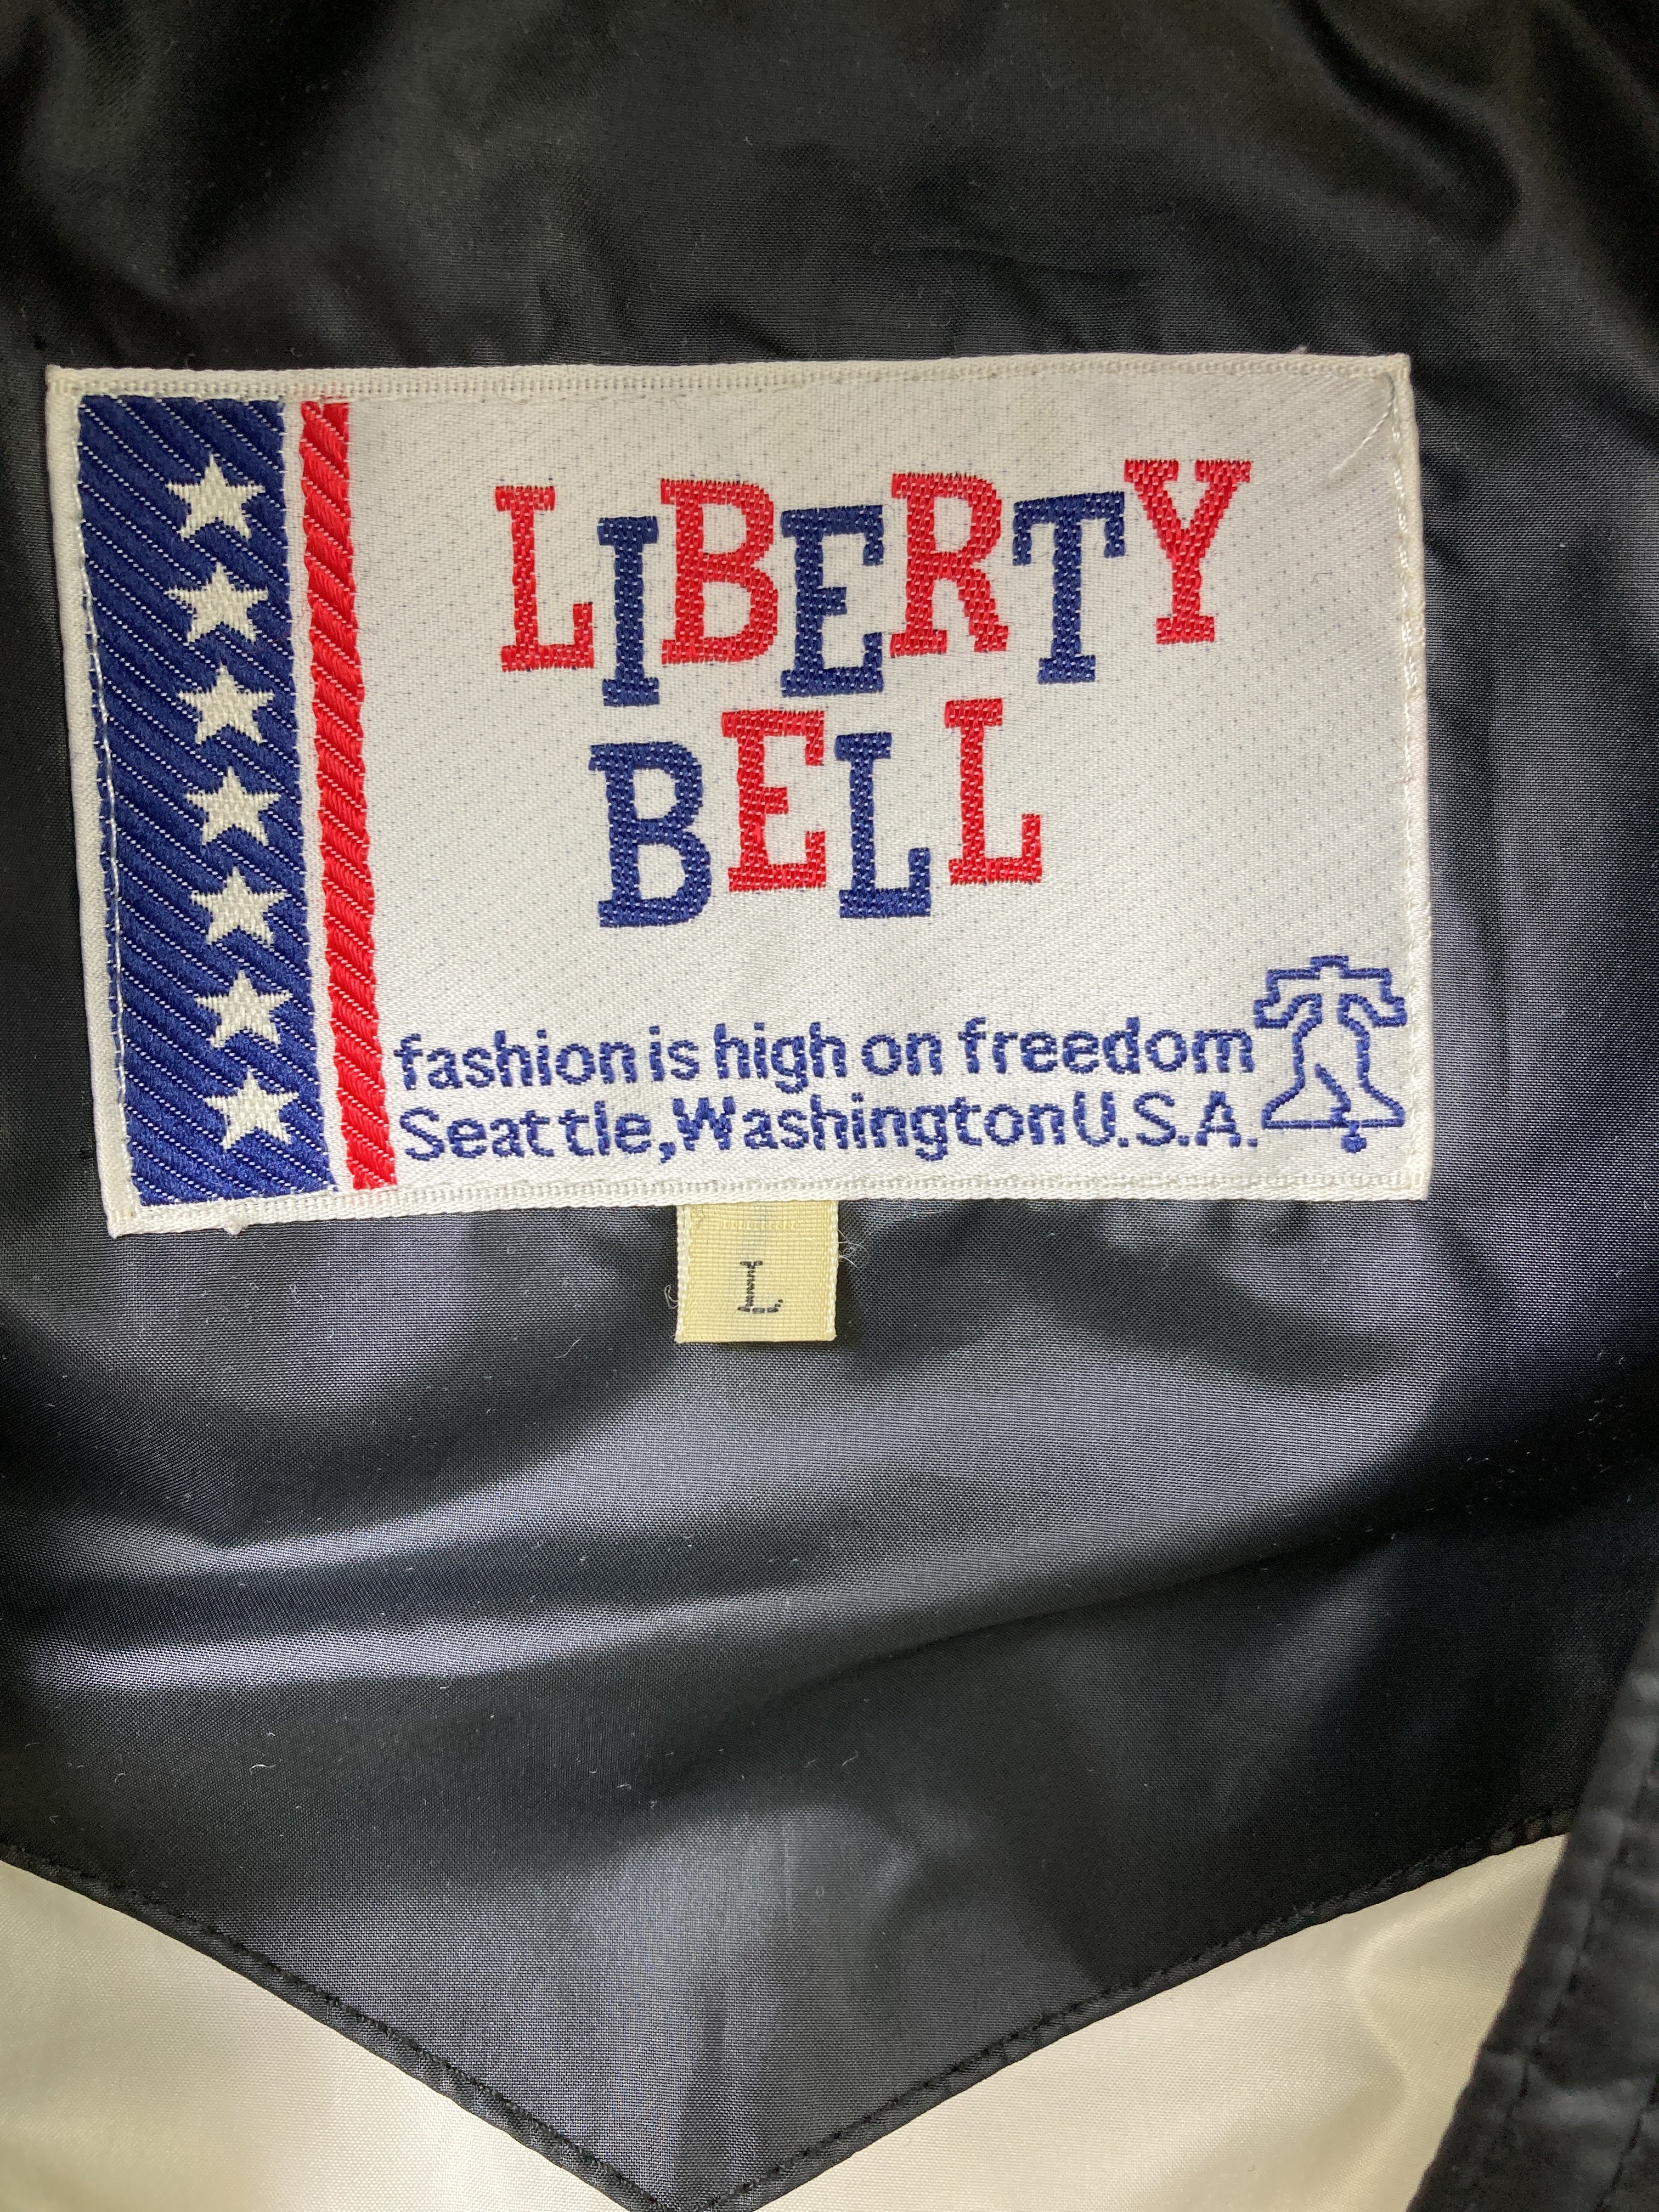 LIBERTY
BELL
fashion is high on freedom
Seattle, Washington U.S.A.
L